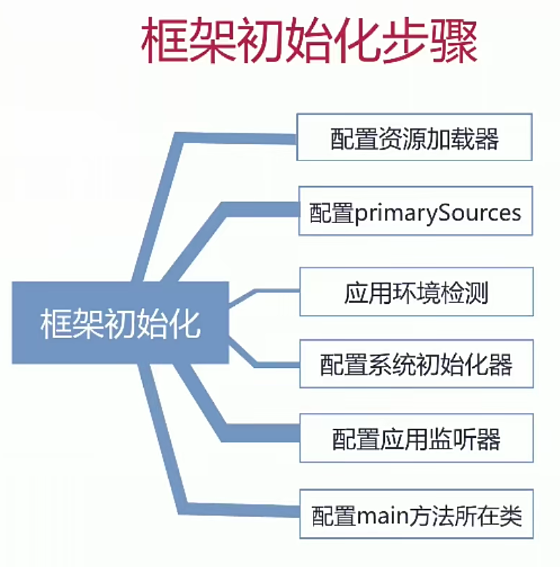 框架初始化步骤
配置资源加载器
配置primarySources
应用环境检测
框架初始化
配置系统初始化器
配置应用监听器
配置main方法所在类